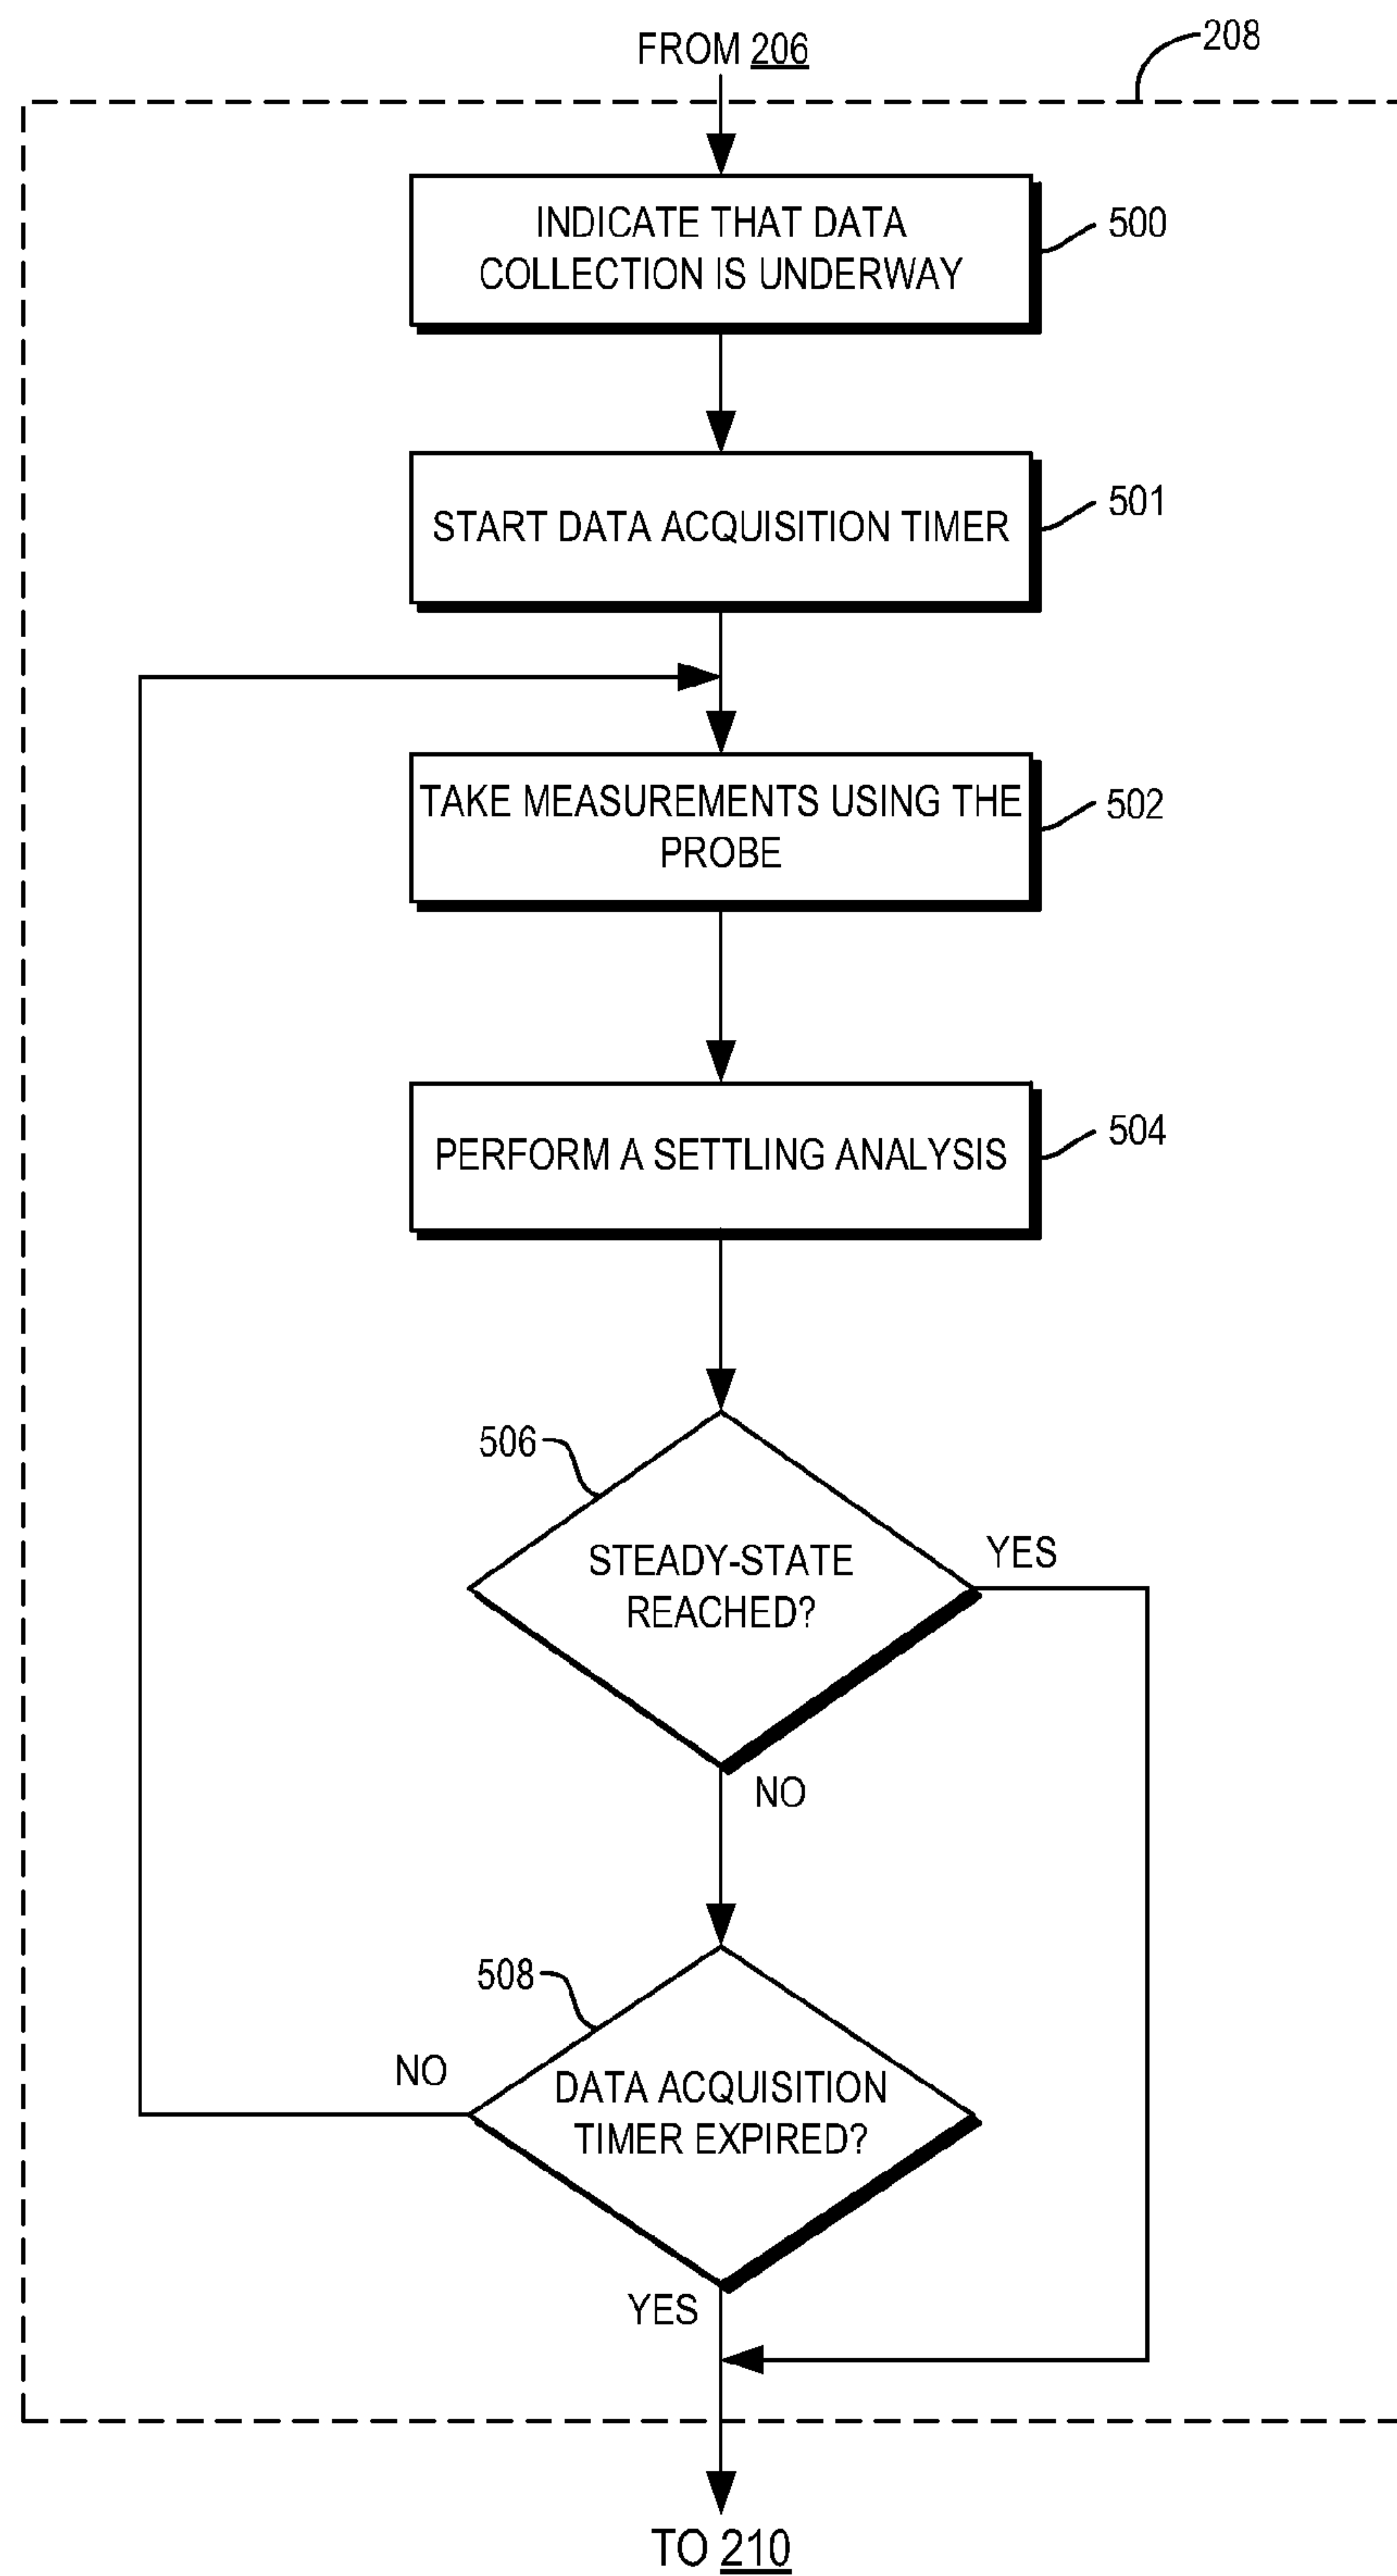 FROM 206
208
INDICATE THAT DATA
COLLECTION IS UNDERWAY
500
START DATA ACQUISITION TIMER
501
TAKE MEASUREMENTS USING THE
PROBE
502
PERFORM A SETTLING ANALYSIS
504
506
STEADY-STATE
REACHED?
YES
NO
508
NO
DATA ACQUISITION
TIMER EXPIRED?
YES
TO 210